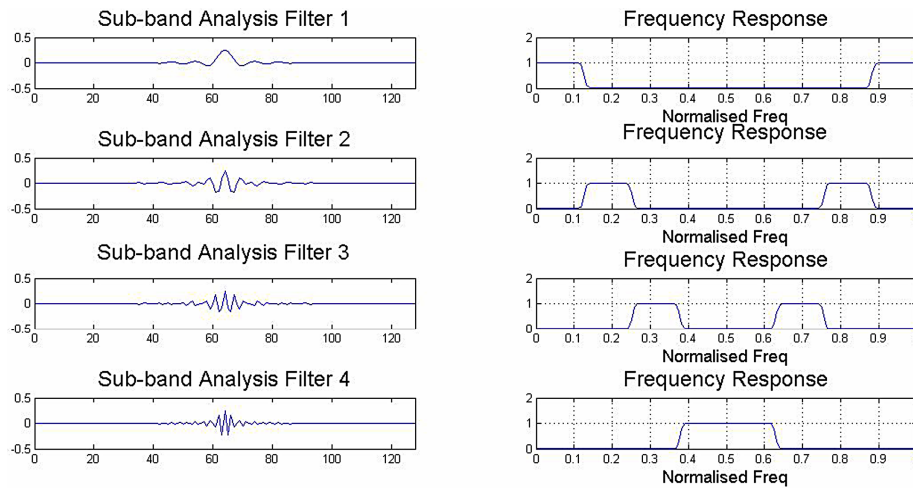 Sub-band Analysis Filter 1
0.5
0
-0.5
0 20 40 60 80 100 120
Frequency Response
2
1
0
0 0.1 0.2 0.3 0.4 0.5 0.6 0.7 0.8 0.9
Normalised Freq
Sub-band Analysis Filter 2
0.5
0
-0.5
0 20 40 60 80 100 120
Frequency Response
2
1
0
0 0.1 0.2 0.3 0.4 0.5 0.6 0.7 0.8 0.9
Normalised Freq
Sub-band Analysis Filter 3
0.5
0
-0.5
0 20 40 60 80 100 120
Frequency Response
2
1
0
0 0.1 0.2 0.3 0.4 0.5 0.6 0.7 0.8 0.9
Normalised Freq
Sub-band Analysis Filter 4
0.5
0
-0.5
0 20 40 60 80 100 120
Frequency Response
2
1
0
0 0.1 0.2 0.3 0.4 0.5 0.6 0.7 0.8 0.9
Normalised Freq